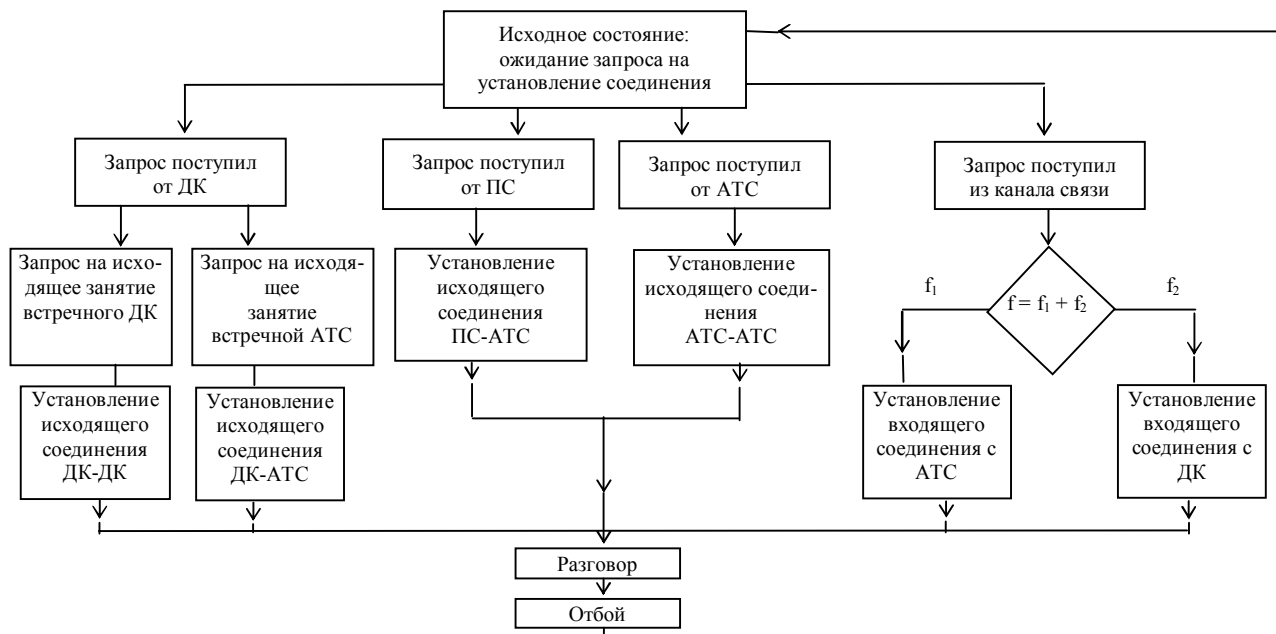 Исходное состояние:
ожидание запроса на
установление соединения
Запрос поступил
от ДК
Запрос поступил
от ПС
Запрос поступил
от АТС
Запрос поступил
из канала связи
Запрос на исхо-
дящее занятие
встречного ДК
Запрос на исходя-
щее
занятие
встречной АТС
Установление
исходящего
соединения
ПС-АТС
Установление
исходящего соеди-
нения
АТС-АТС
f1
f = f1 + f2
f2
Установление
исходящего
соединения
ДК-ДК
Установление
исходящего
соединения
ДК-АТС
Установление
входящего
соединения с
АТС
Установление
входящего
соединения с
ДК
Разговор
Отбой